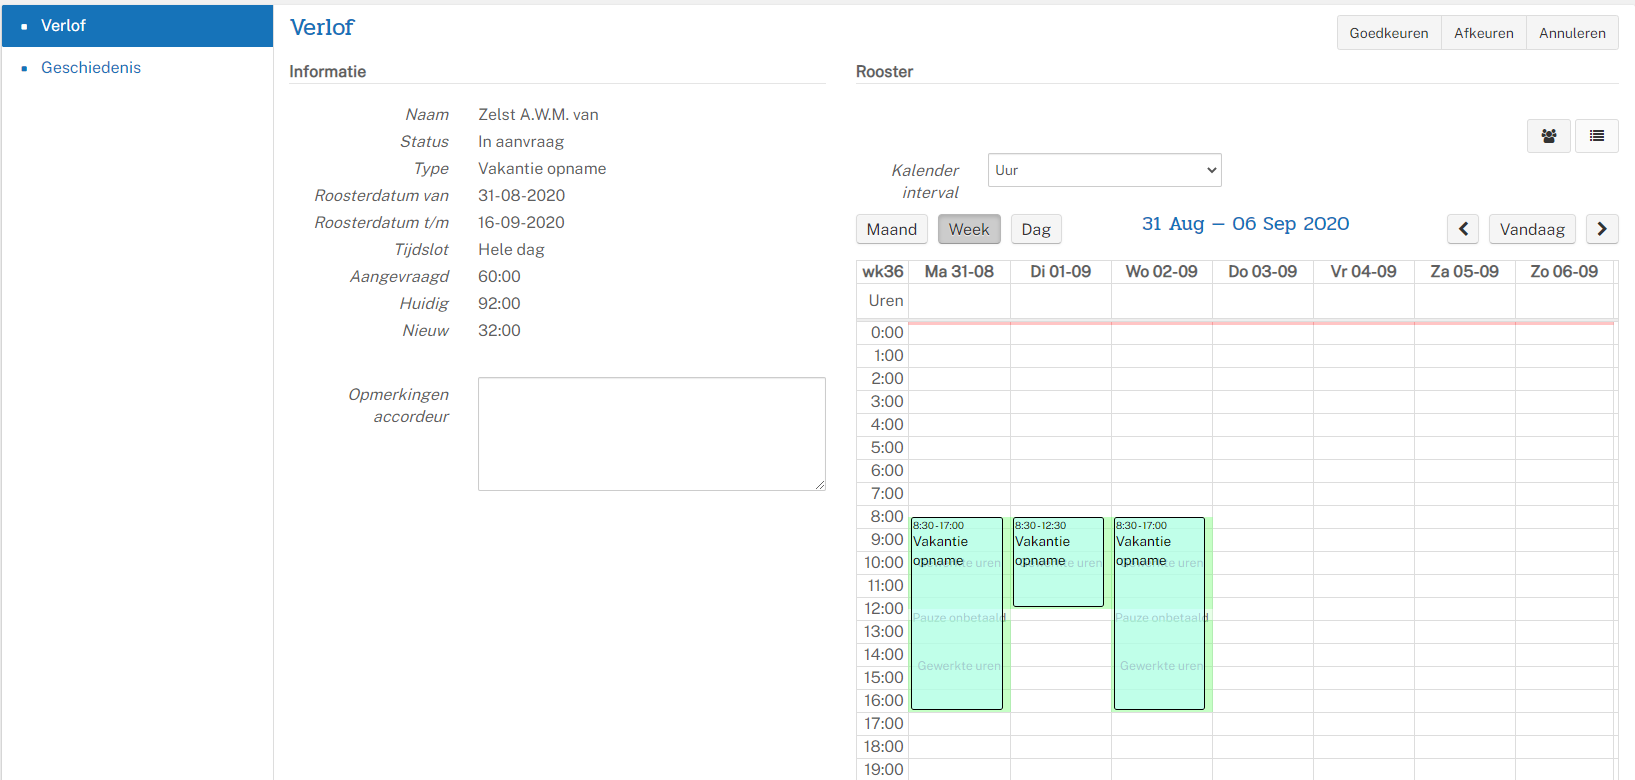 Verlof
Geschiedenis
Verlof
Goedkeuren Afkeuren Annuleren
Informatie
Naam Zelst A.W.M. van
Status In aanvraag
Type Vakantie opname
Roosterdatum van 31-08-2020
Roosterdatum t/m 16-09-2020
Tijdslot Hele dag
Aangevraagd 60:00
Huidig 92:00
Nieuw 32:00
Opmerkingen
accordeur
Rooster
Kalender
interval
Uur
Maand Week Dag 31 Aug – 06 Sep 2020 Vandaag
wk36 Ma 31-08 Di 01-09 Wo 02-09 Do 03-09 Vr 04-09 Za 05-09 Zo 06-09
Uren
0:00
1:00
2:00
3:00
4:00
5:00
6:00
7:00
8:00
8:30-17:00 8:30-12:30 8:30-17:00
9:00 Vakantie Vakantie Vakantie
opname opname opname
10:00 Gewerkte uren Gewerkte uren Gewerkte uren
11:00
12:00
Pauze onbetaald Pauze onbetaald
13:00
14:00
Gewerkte uren Gewerkte uren
15:00
16:00
17:00
18:00
19:00